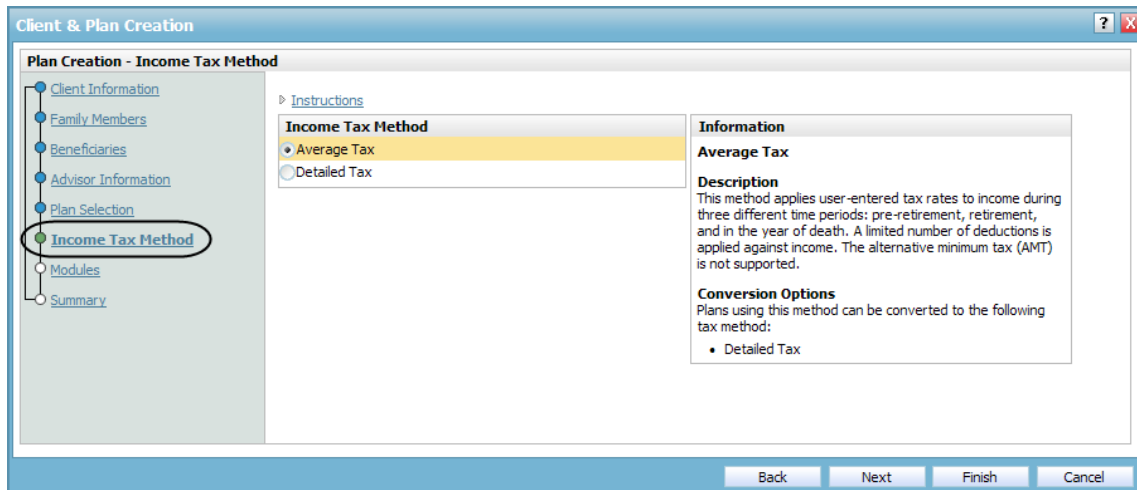 Client & Plan Creation
?
X
Plan Creation - Income Tax Method
Client Information
Family Members
Beneficiaries
Advisor Information
Plan Selection
Income Tax Method
Modules
Summary
Instructions
Income Tax Method
Average Tax
Detailed Tax
Information
Average Tax
Description
This method applies user-entered tax rates to income during
three different time periods: pre-retirement, retirement,
and in the year of death. A limited number of deductions is
applied against income. The alternative minimum tax (AMT)
is not supported.
Conversion Options
Plans using this method can be converted to the following
tax method:
• Detailed Tax
Back Next Finish Cancel